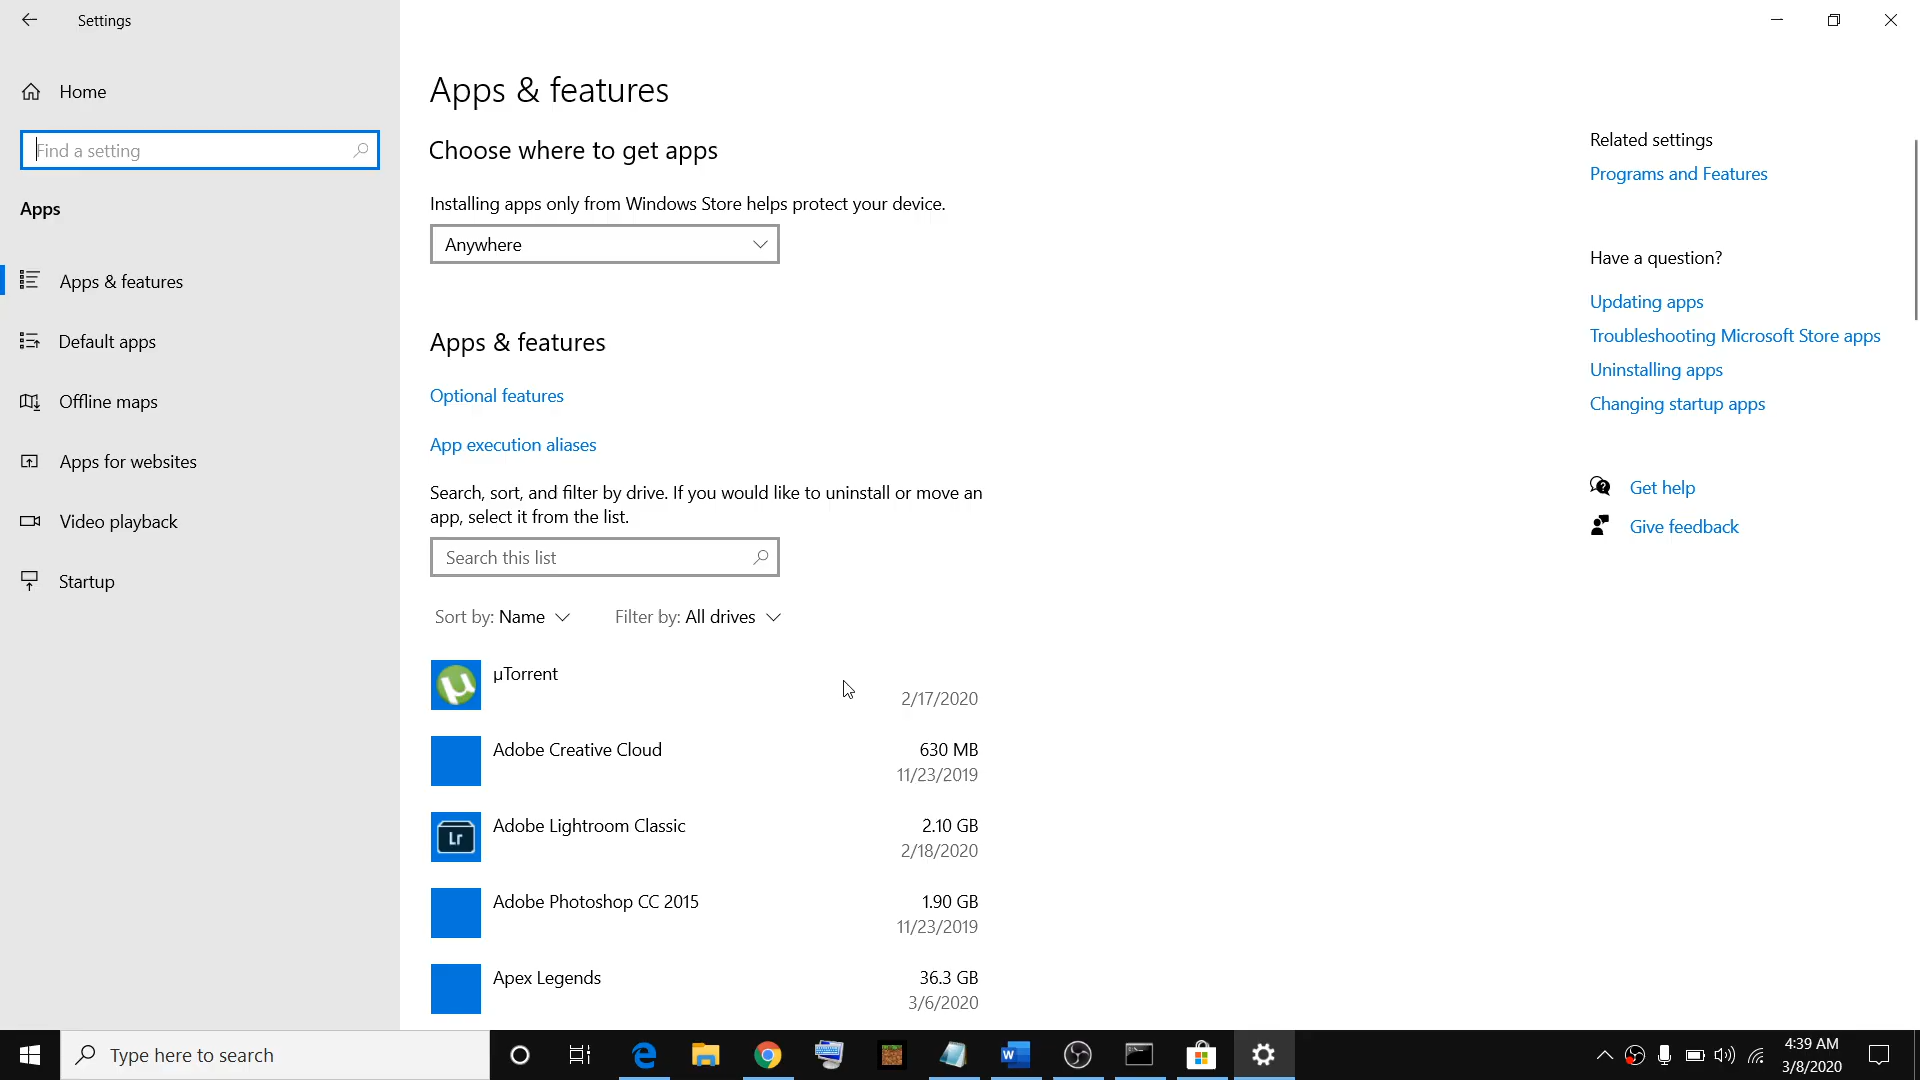 Settings
Home
Find a setting
Apps
Apps & features
Default apps
Offline maps
Apps for websites
Video playback
Startup
Apps & features
Choose where to get apps
Installing apps only from Windows Store helps protect your device.
Anywhere
Apps & features
Optional features
App execution aliases
Search, sort, and filter by drive. If you would like to uninstall or move an
app, select it from the list.
Search this list
Sort by: Name
Filter by: All drives
µTorrent
2/17/2020
Adobe Creative Cloud
630 MB
11/23/2019
Lr
Adobe Lightroom Classic
2.10 GB
2/18/2020
Adobe Photoshop CC 2015
1.90 GB
11/23/2019
Apex Legends
36.3 GB
3/6/2020
Related settings
Programs and Features
Have a question?
Updating apps
Troubleshooting Microsoft Store apps
Uninstalling apps
Changing startup apps
Get help
Give feedback
Type here to search
4:39 AM
3/8/2020